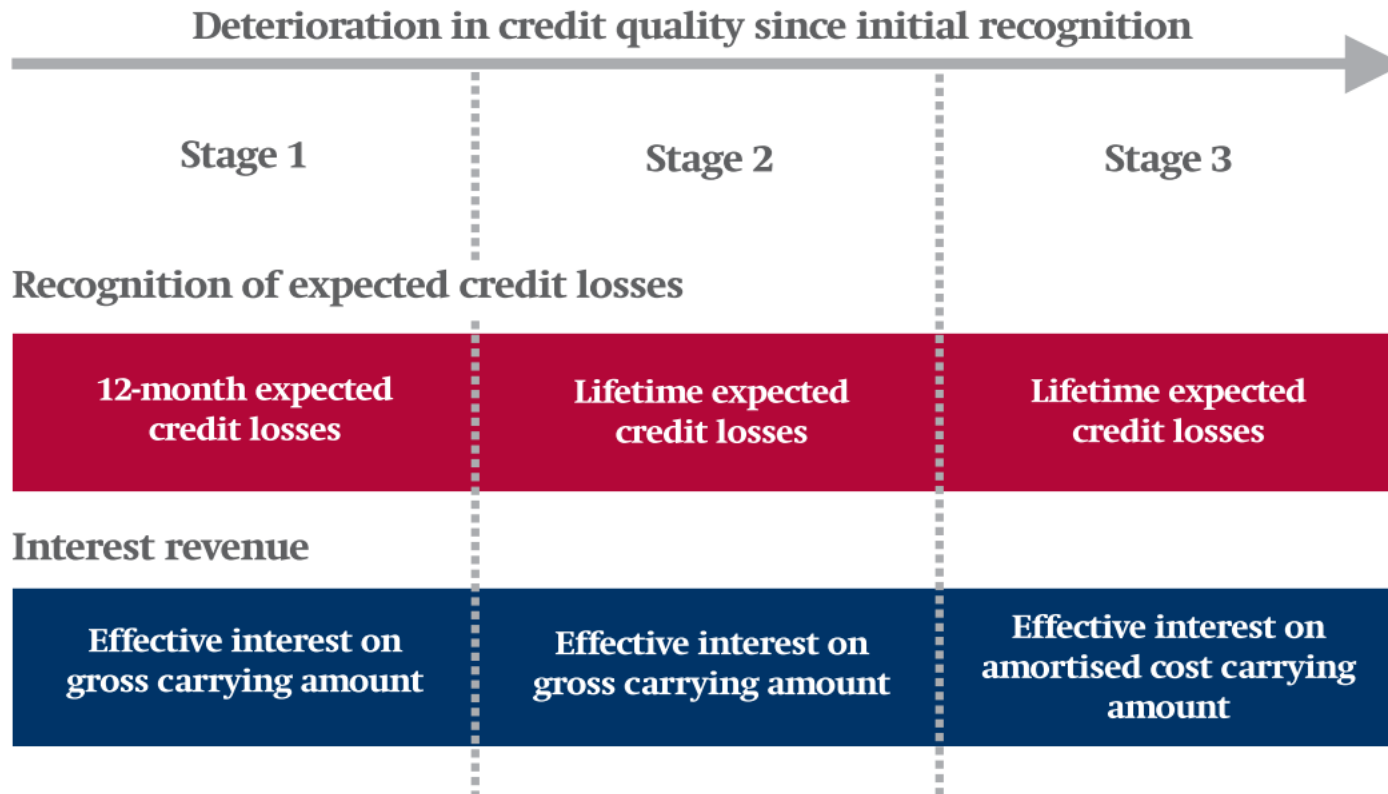 Deterioration in credit quality since initial recognition
Stage 1
Stage 2
Stage 3
Recognition of expected credit losses
12-month expected
credit losses
Lifetime expected
credit losses
Lifetime expected
credit losses
Interest revenue
Effective interest on
gross carrying amount
Effective interest on
gross carrying amount
Effective interest on
amortised cost carrying
amount